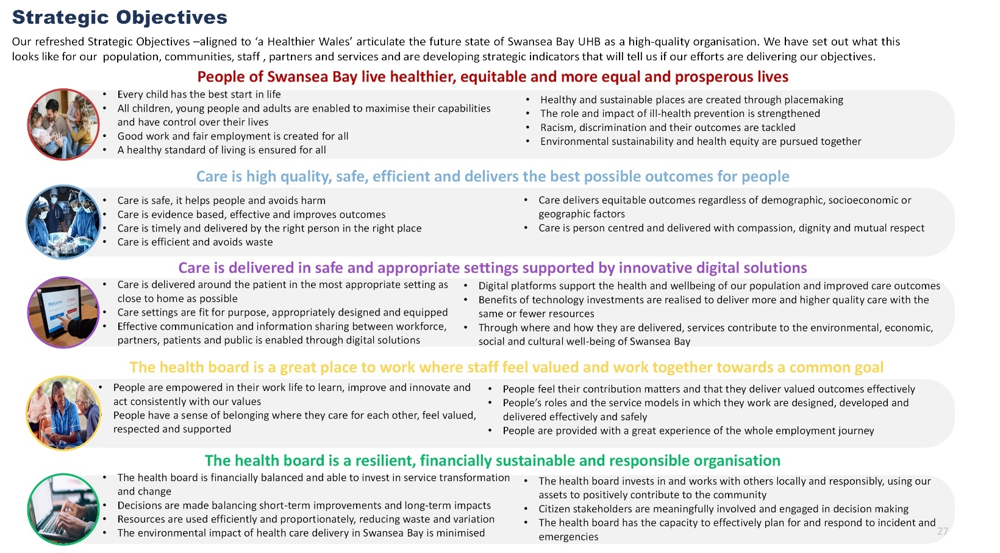 Strategic Objectives
Our refreshed Strategic Objectives –aligned to ‘a Healthier Wales’ articulate the future state of Swansea Bay UHB as a high-quality organisation. We have set out what this
looks like for our  population, communities, staff , partners and services and are developing strategic indicators that will tell us if our efforts are delivering our objectives.
People of Swansea Bay live healthier, equitable and more equal and prosperous lives
• Every child has the best start in life
• All children, young people and adults are enabled to maximise their capabilities
and have control over their lives
• Good work and fair employment is created for all
• A healthy standard of living is ensured for all
• Healthy and sustainable places are created through placemaking
• The role and impact of ill-health prevention is strengthened
• Racism, discrimination and their outcomes are tackled
• Environmental sustainability and health equity are pursued together
Care is high quality, safe, efficient and delivers the best possible outcomes for people
• Care is safe, it helps people and avoids harm
• Care is evidence based, effective and improves outcomes
• Care is timely and delivered by the right person in the right place
• Care is efficient and avoids waste
• Care delivers equitable outcomes regardless of demographic, socioeconomic or
geographic factors
• Care is person centred and delivered with compassion, dignity and mutual respect
Care is delivered in safe and appropriate settings supported by innovative digital solutions
• Care is delivered around the patient in the most appropriate setting as
close to home as possible
• Care settings are fit for purpose, appropriately designed and equipped
• Effective communication and information sharing between workforce,
partners, patients and public is enabled through digital solutions
• Digital platforms support the health and wellbeing of our population and improved care outcomes
• Benefits of technology investments are realised to deliver more and higher quality care with the
same or fewer resources
• Through where and how they are delivered, services contribute to the environmental, economic,
social and cultural well-being of Swansea Bay
Welcome
The health board is a great place to work where staff feel valued and work together towards a common goal
• People are empowered in their work life to learn, improve and innovate and
act consistently with our values
• People have a sense of belonging where they care for each other, feel valued,
respected and supported
• People feel their contribution matters and that they deliver valued outcomes effectively
• People’s roles and the service models in which they work are designed, developed and
delivered effectively and safely
• People are provided with a great experience of the whole employment journey
The health board is a resilient, financially sustainable and responsible organisation
• The health board is financially balanced and able to invest in service transformation
and change
• Decisions are made balancing short-term improvements and long-term impacts
• Resources are used efficiently and proportionately, reducing waste and variation
• The environmental impact of health care delivery in Swansea Bay is minimised
• The health board invests in and works with others locally and responsibly, using our
assets to positively contribute to the community
• Citizen stakeholders are meaningfully involved and engaged in decision making
• The health board has the capacity to effectively plan for and respond to incident and
emergencies
27